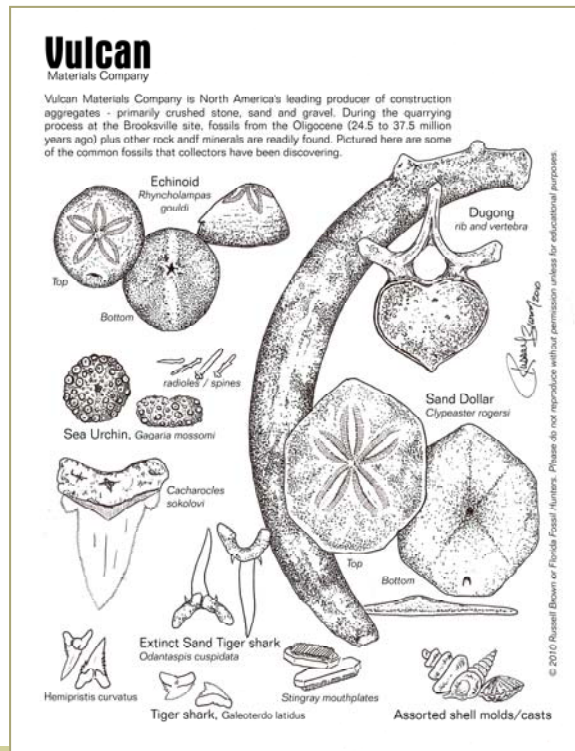 Vulcan
Materials Company
Vulcan Materials Company is North America's leading producer of construction
aggregates - primarily crushed stone, sand and gravel. During the quarrying
process at the Brooksville site, fossils from the Oligocene (24.5 to 37.5 million
years ago) plus other rock andf minerals are readily found. Pictured here are some
of the common fossils that collectors have been discovering.
Echinoid
Rhyncholampas
gouldi
Top
Bottom
Dugong
rib and vertebra
Russell Brown 2010
radioles / spines
Sea Urchin, Gagaria mossomi
Sand Dollar
Clypeaster rogersi
Top
Bottom
Cacharocles
sokolovi
Extinct Sand Tiger shark
Odantaspis cuspidata
Hemipristis curvatus
Tiger shark, Galeoterdo latidus
Stingray mouthplates
Assorted shell molds/casts
© 2010 Russell Brown or Florida Fossil Hunters. Please do not reproduce without permission unless for educational purposes.